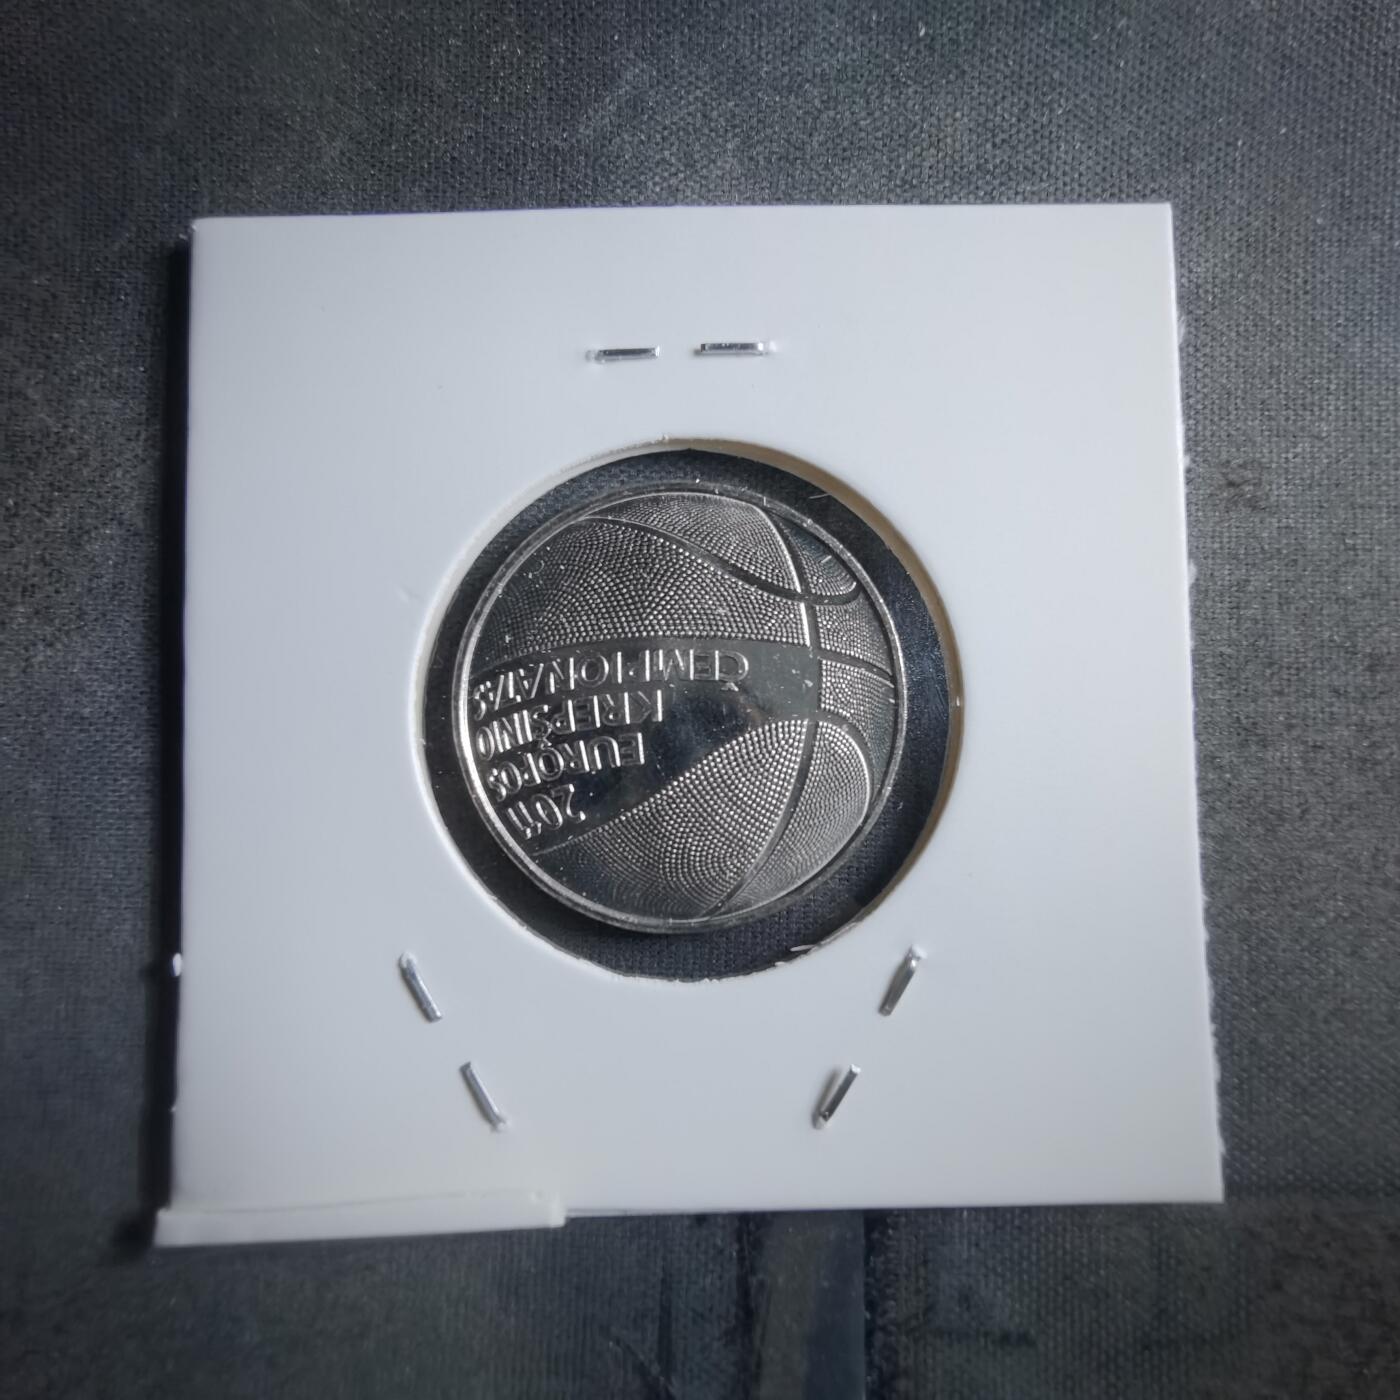 2011
EUROPOS
KREPŠINIO
ČEMPIONATAS